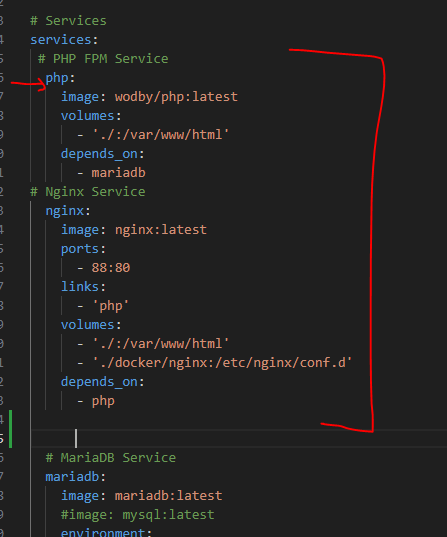 # Services
services:
# PHP FPM Service
php:
image: wodby/php:latest
volumes:
- './:/var/www/html'
depends_on:
- mariadb
# Nginx Service
nginx:
image: nginx:latest
ports:
- 88:80
links:
- 'php'
volumes:
- './:/var/www/html'
- './docker/nginx:/etc/nginx/conf.d'
depends_on:
- php
# MariaDB Service
mariadb:
image: mariadb:latest
#image: mysql:latest
environment: